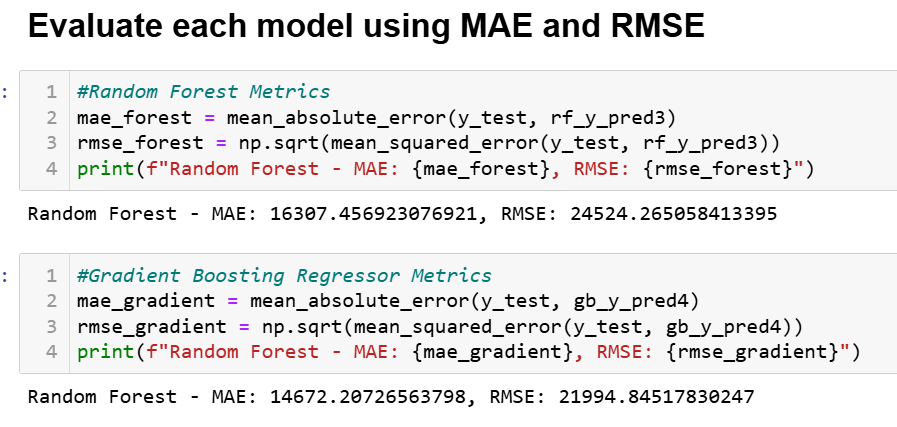 Evaluate each model using MAE and RMSE
: 1 #Random Forest Metrics
2 mae_forest = mean_absolute_error(y_test, rf_y_pred3)
3 rmse_forest = np.sqrt(mean_squared_error(y_test, rf_y_pred3))
4 print(f"Random Forest - MAE: {mae_forest}, RMSE: {rmse_forest}")
Random Forest - MAE: 16307.456923076921, RMSE: 24524.265058413395
: 1 #Gradient Boosting Regressor Metrics
2 mae_gradient = mean_absolute_error(y_test, gb_y_pred4)
3 rmse_gradient = np.sqrt(mean_squared_error(y_test, gb_y_pred4))
4 print(f"Random Forest - MAE: {mae_gradient}, RMSE: {rmse_gradient}")
Random Forest - MAE: 14672.20726563798, RMSE: 21994.84517830247